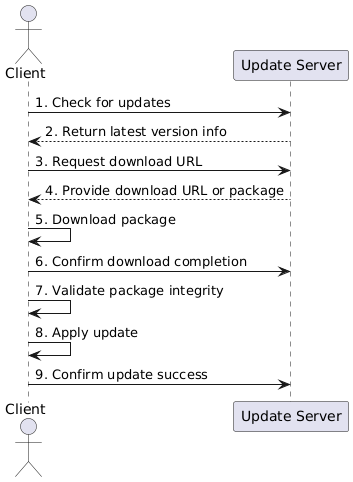 Client
Update Server
1. Check for updates
2. Return latest version info
3. Request download URL
4. Provide download URL or package
5. Download package
6. Confirm download completion
7. Validate package integrity
8. Apply update
9. Confirm update success
Client
Update Server